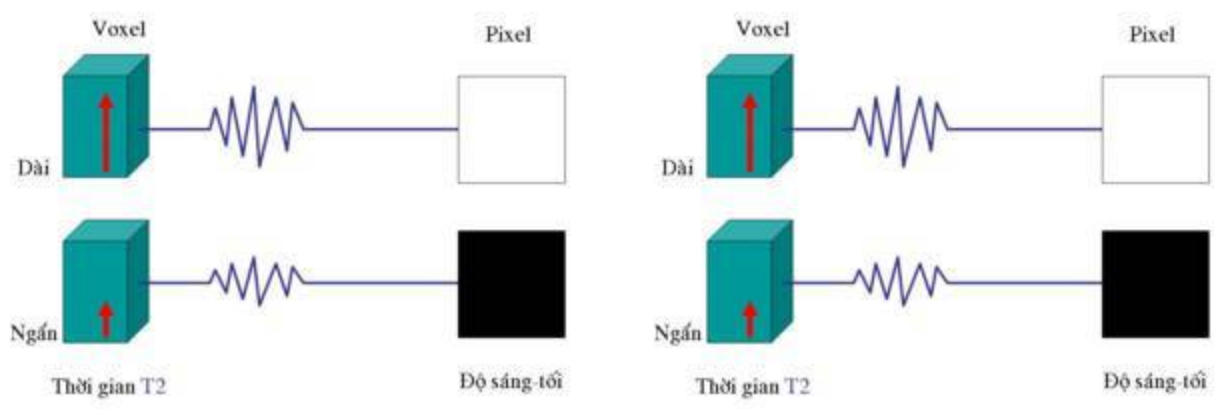 Voxel
Pixel
Dài
Ngắn
Thời gian T2
Độ sáng-tối
Voxel
Pixel
Dài
Ngắn
Thời gian T2
Độ sáng-tối